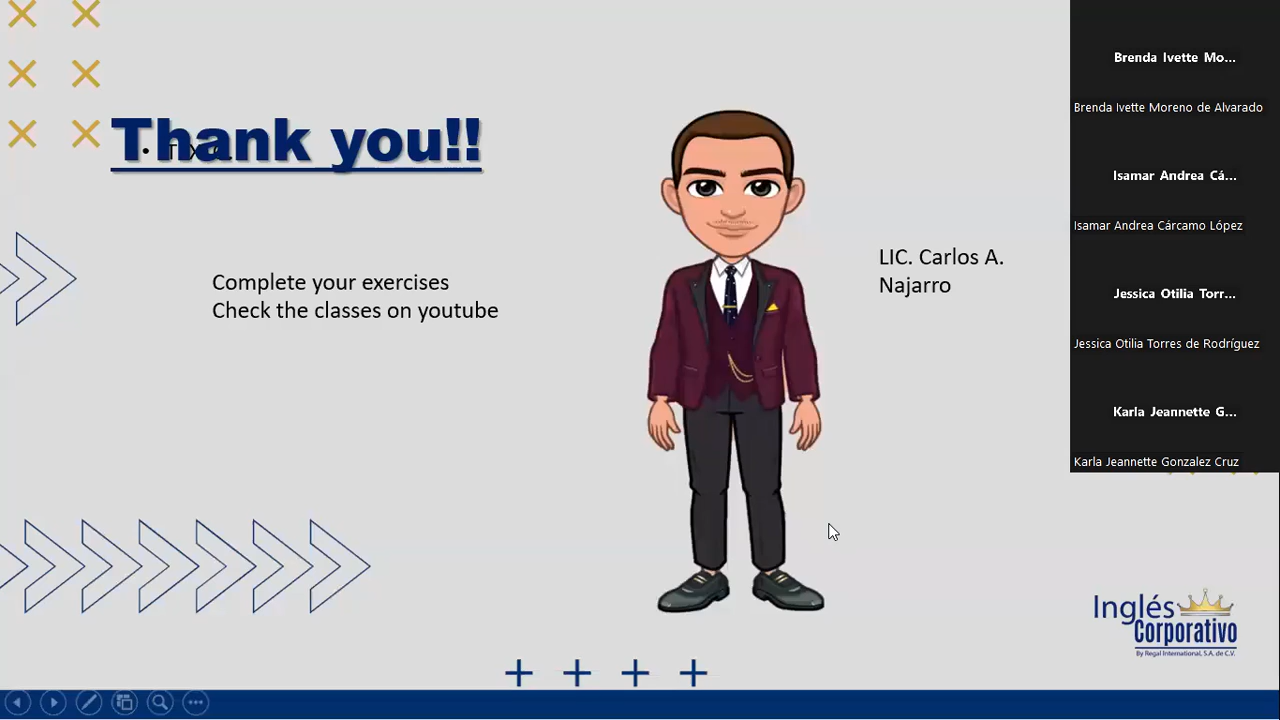 Thank you!!
Complete your exercises
Check the classes on youtube
LIC. Carlos A.
Najarro
Brenda Ivette Mo...
Brenda Ivette Moreno de Alvarado
Isamar Andrea Cá...
Isamar Andrea Cárcamo López
Jessica Otilia Torr...
Jessica Otilia Torres de Rodríguez
Karla Jeannette G...
Karla Jeannette Gonzalez Cruz
Inglés
Corporativo
By Regal International, S.A. de C.V.